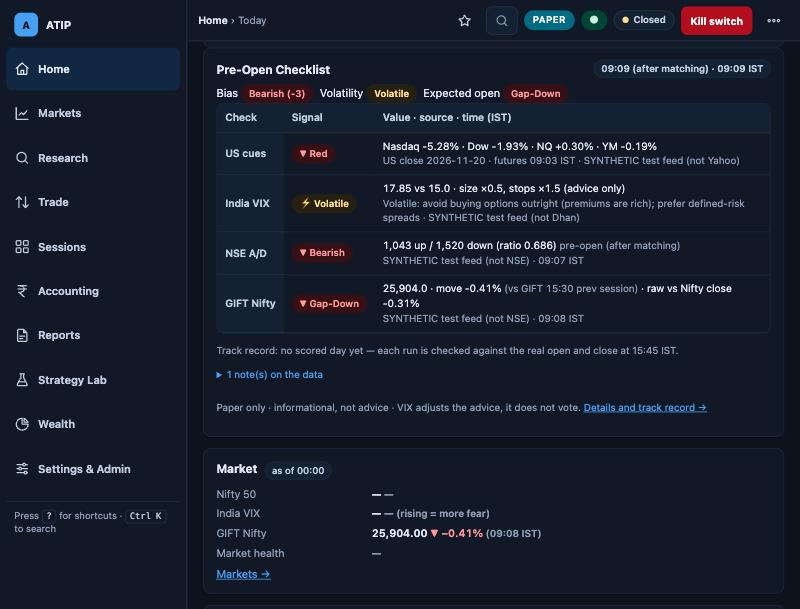 A ATIP
Home
Markets
Research
Trade
Sessions
Accounting
Reports
Strategy Lab
Wealth
Settings & Admin
Press ? for shortcuts · Ctrl K
to search
Home › Today
PAPER
Closed
Kill switch
Pre-Open Checklist
09:09 (after matching) · 09:09 IST
Bias Bearish (-3) Volatility Volatile Expected open Gap-Down
Check Signal Value · source · time (IST)
US cues ▼ Red Nasdaq -5.28% · Dow -1.93% · NQ +0.30% · YM -0.19%
US close 2026-11-20 · futures 09:03 IST · SYNTHETIC test feed (not Yahoo)
India VIX ⚡ Volatile 17.85 vs 15.0 · size ×0.5, stops ×1.5 (advice only)
Volatile: avoid buying options outright (premiums are rich); prefer defined-risk
spreads · SYNTHETIC test feed (not Dhan)
NSE A/D ▼ Bearish 1,043 up / 1,520 down (ratio 0.686) pre-open (after matching)
SYNTHETIC test feed (not NSE) · 09:07 IST
GIFT Nifty ▼ Gap-Down 25,904.0 · move -0.41% (vs GIFT 15:30 prev session) · raw vs Nifty close
-0.31%
SYNTHETIC test feed (not NSE) · 09:08 IST
Track record: no scored day yet — each run is checked against the real open and close at 15:45 IST.
▶ 1 note(s) on the data
Paper only · informational, not advice · VIX adjusts the advice, it does not vote. Details and track record →
Market as of 00:00
Nifty 50 — —
India VIX — — (rising = more fear)
GIFT Nifty 25,904.00 ▼ −0.41% (09:08 IST)
Market health —
Markets →